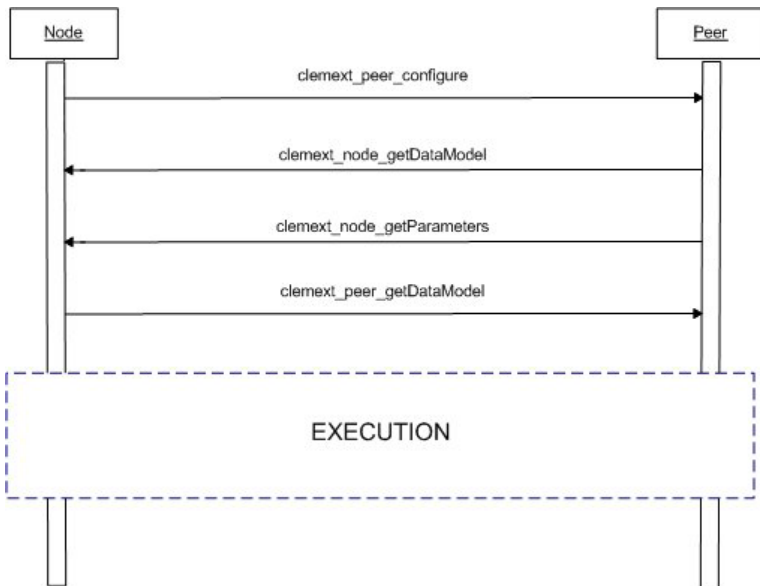 Node
Peer
clemext_peer_configure
clemext_node_getDataModel
clemext_node_getParameters
clemext_peer_getDataModel
EXECUTION